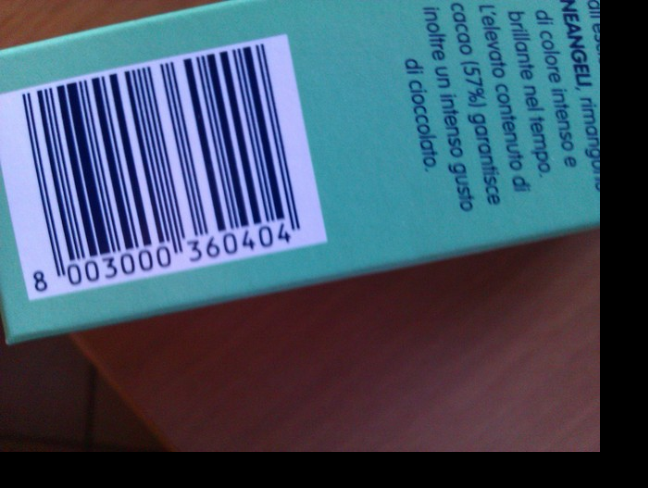 NEANGELI,
di colore intenso e
brillante nel tempo.
L'elevato contenuto di
cacao (57%) garantisce
inoltre un intenso gusto
di cioccolato.
8 003000 360404